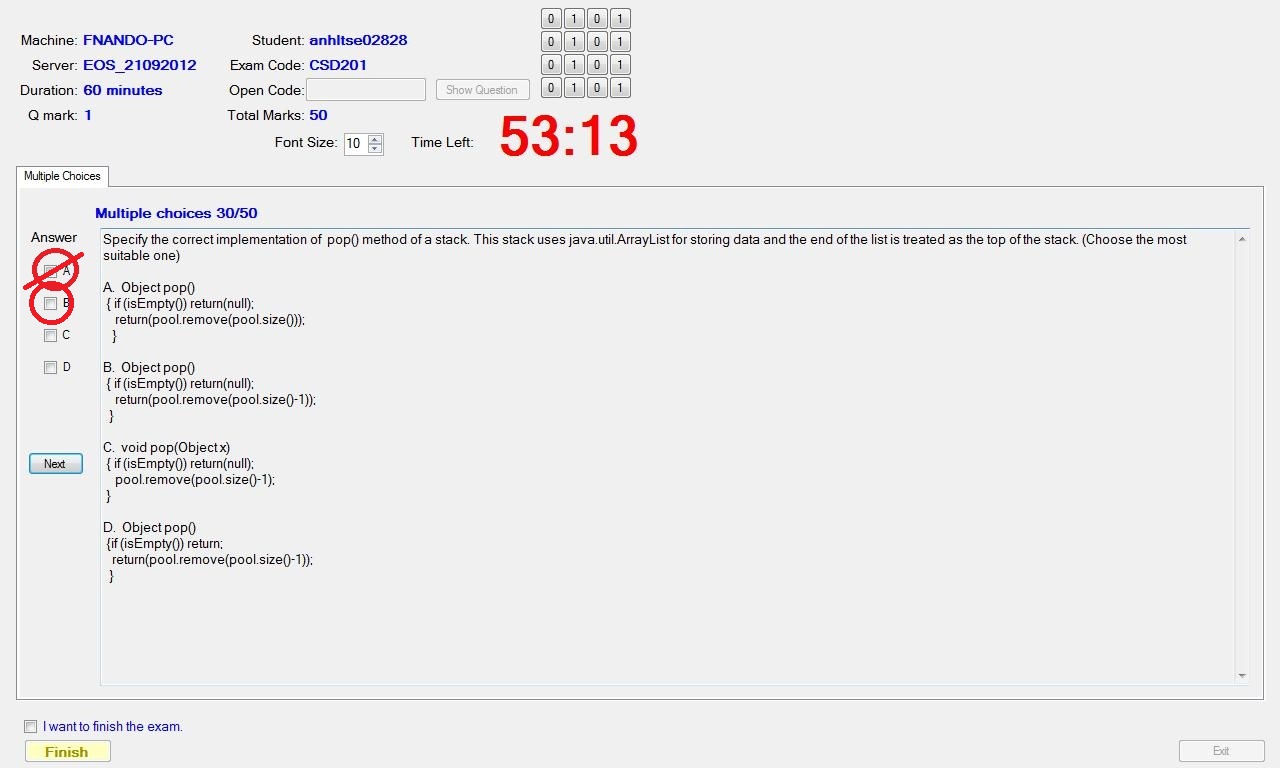 0 1 0 1
Machine: FNANDO-PC Student: anhltse02828 0 1 0 1
Server: EOS_21092012 Exam Code: CSD201 0 1 0 1
Duration: 60 minutes Open Code: Show Question 0 1 0 1
Q mark: 1 Total Marks: 50
Font Size: 10 Time Left: 53:13
Multiple Choices
Multiple choices 30/50
Answer
A
B
C
D
Next
Specify the correct implementation of pop() method of a stack. This stack uses java.util.ArrayList for storing data and the end of the list is treated as the top of the stack. (Choose the most
suitable one)
A. Object pop()
{ if (isEmpty()) return(null);
return(pool.remove(pool.size()));
}
B. Object pop()
{ if (isEmpty()) return(null);
return(pool.remove(pool.size()-1));
}
C. void pop(Object x)
{ if (isEmpty()) return(null);
pool.remove(pool.size()-1);
}
D. Object pop()
{if (isEmpty()) return;
return(pool.remove(pool.size()-1));
}
I want to finish the exam.
Finish Exit